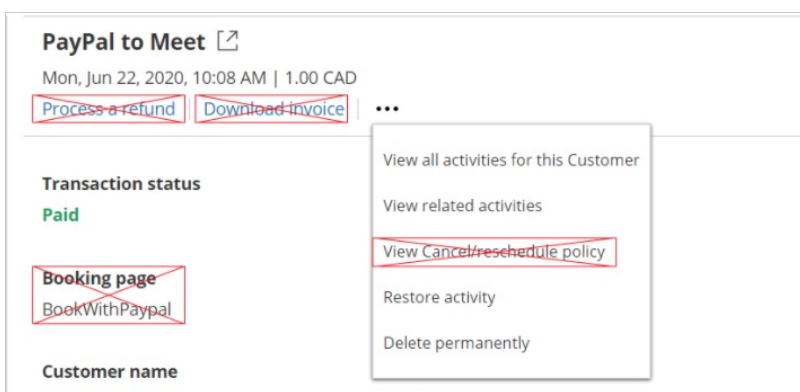 PayPal to Meet
Mon, Jun 22, 2020, 10:08 AM | 1.00 CAD
Process a refund | Download invoice | •••
View all activities for this Customer
View related activities
View Cancel/reschedule policy
Restore activity
Delete permanently
Transaction status
Paid
Booking page
BookWithPaypal
Customer name